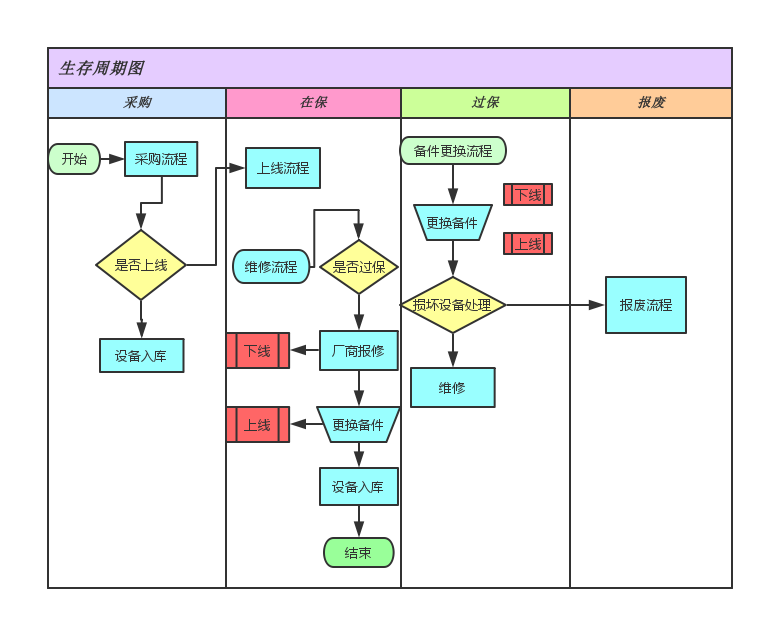 生存周期图
采购
在保
过保
报废
开始
采购流程
是否上线
设备入库
上线流程
维修流程
是否过保
厂商报修
下线
更换备件
上线
设备入库
结束
备件更换流程
下线
更换备件
上线
损坏设备处理
维修
报废流程